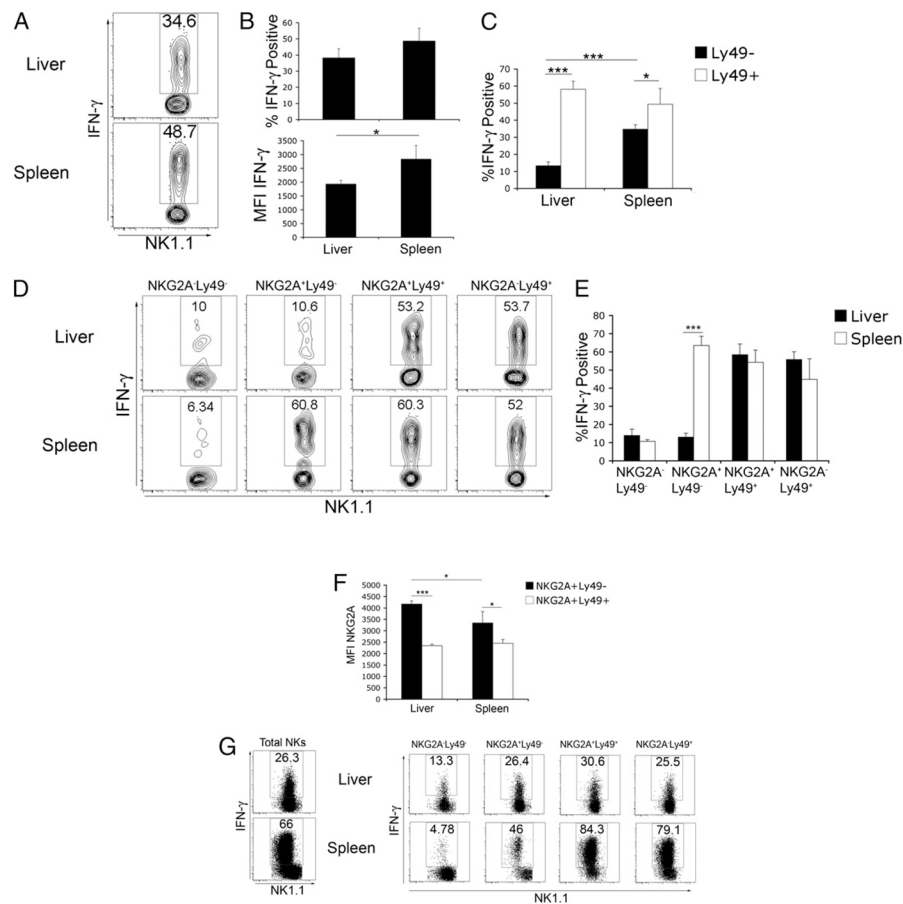 A
34.6
Liver
48.7
Spleen
IFN-γ
NK1.1
B
% IFN-γ Positive
60
50
40
30
20
10
0
*
MFI IFN-γ
3500
3000
2500
2000
1500
1000
500
0
Liver Spleen
C
Ly49-
Ly49+
%IFN-γ Positive
70
60
50
40
30
20
10
0
***
*** *
Liver Spleen
D
NKG2A⁻Ly49⁻ NKG2A⁺Ly49⁻ NKG2A⁺Ly49⁺ NKG2A⁻Ly49⁺
Liver
10 10.6 53.2 53.7
Spleen
6.34 60.8 60.3 52
IFN-γ
NK1.1
E
Liver
Spleen
%IFN-γ Positive
80
70
60
50
40
30
20
10
0
***
NKG2A⁻ NKG2A⁺ NKG2A⁺ NKG2A⁻
Ly49⁻ Ly49⁻ Ly49⁺ Ly49⁺
F
NKG2A+Ly49-
NKG2A+Ly49+
MFI NKG2A
5000
4500
4000
3500
3000
2500
2000
1500
1000
500
0
*
*** *
Liver Spleen
G
Total NKs
26.3
66
IFN-γ
NK1.1
Liver
Spleen
NKG2A⁻Ly49⁻ NKG2A⁺Ly49⁻ NKG2A⁺Ly49⁺ NKG2A⁻Ly49⁺
13.3 26.4 30.6 25.5
4.78 46 84.3 79.1
IFN-γ
NK1.1